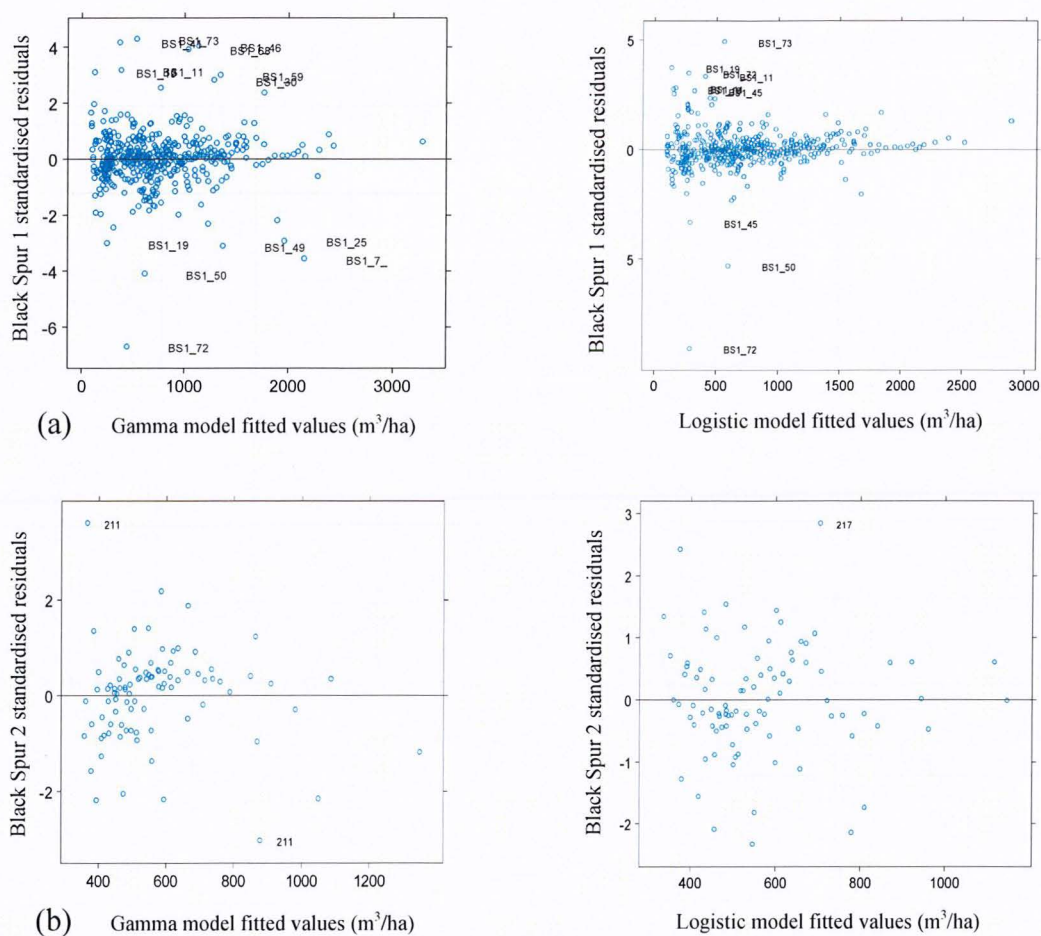 4
2
0
-2
-4
-6
Black Spur 1 standardised residuals
BS1_73
BS1_46
BS1_11
BS1_59
BS1_30
BS1_19
BS1_49
BS1_25
BS1_7_
BS1_50
BS1_72
0 1000 2000 3000
(a) Gamma model fitted values (m³/ha)
5
0
5
Black Spur 1 standardised residuals
BS1_73
BS1_19
BS1_11
BS1_45
BS1_45
BS1_50
BS1_72
0 500 1000 1500 2000 2500 3000
Logistic model fitted values (m³/ha)
2
0
-2
Black Spur 2 standardised residuals
211
211
400 600 800 1000 1200
(b) Gamma model fitted values (m³/ha)
3
2
1
0
-1
-2
Black Spur 2 standardised residuals
217
400 600 800 1000
Logistic model fitted values (m³/ha)